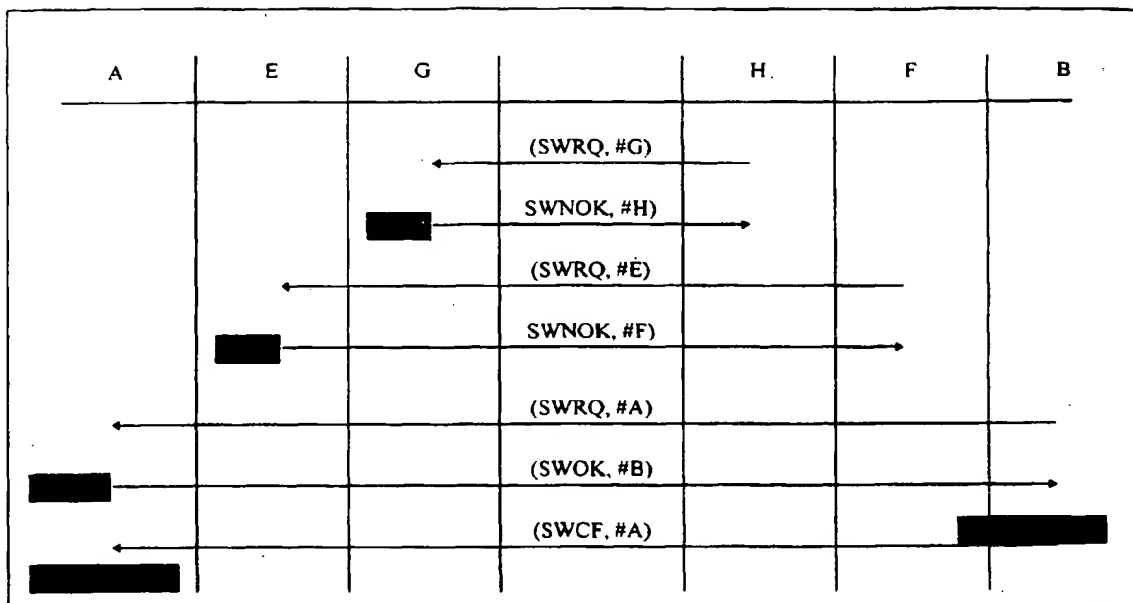 A E G H F B
(SWRQ, #G)
SWNOK, #H)
(SWRQ, #E)
SWNOK, #F)
(SWRQ, #A)
(SWOK, #B)
(SWCF, #A)